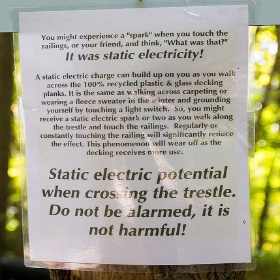 You might experience a "spark" when you touch the
railings, or your friend, and think, "What was that?"
It was static electricity!
A static electric charge can build up on you as you walk
across the 100% recycled plastic & glass decking
planks. It is the same as walking across carpeting or
wearing a fleece sweater in the winter and grounding
yourself by touching a light switch. So, you might
receive a static electric spark or two as you walk along
the trestle and touch the railings. Regularly or
constantly touching the railing will significantly reduce
the effect. This phenomenon will wear off as the
decking receives more use.
Static electric potential
when crossing the trestle.
Do not be alarmed, it is
not harmful!